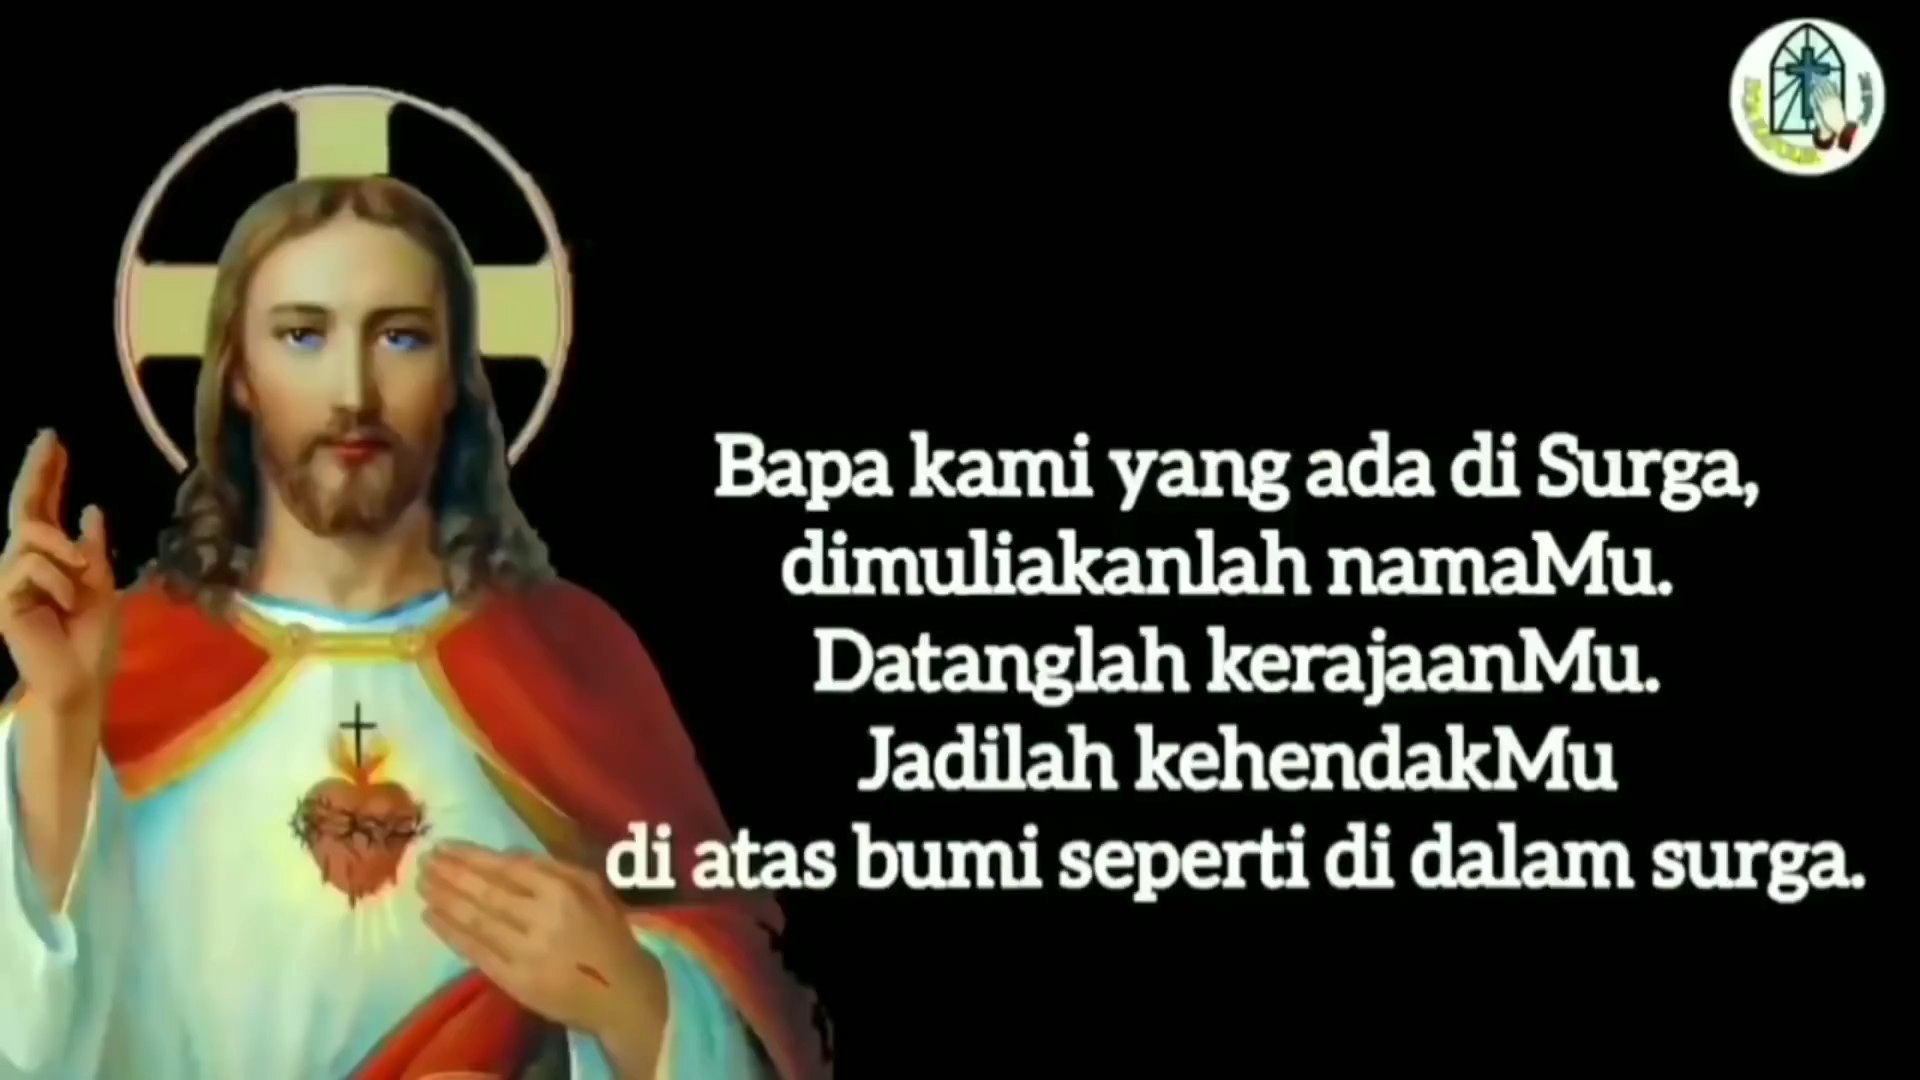 Bapa kami yang ada di Surga,
dimuliakanlah namaMu.
Datanglah kerajaanMu.
Jadilah kehendakMu
di atas bumi seperti di dalam surga.